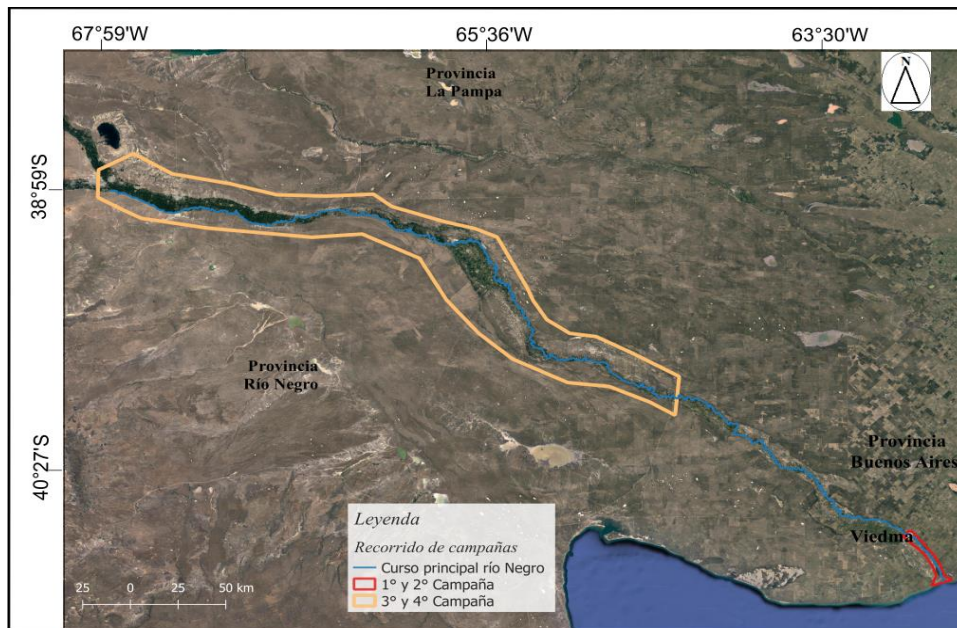 67°59'W
65°36'W
63°30'W
N
Provincia
La Pampa
38°59'S
Provincia
Río Negro
40°27'S
Provincia
Buenos Aires
Viedma
Leyenda
Recorrido de campañas
Curso principal río Negro
1° y 2° Campaña
3° y 4° Campaña
25 0 25 50 km